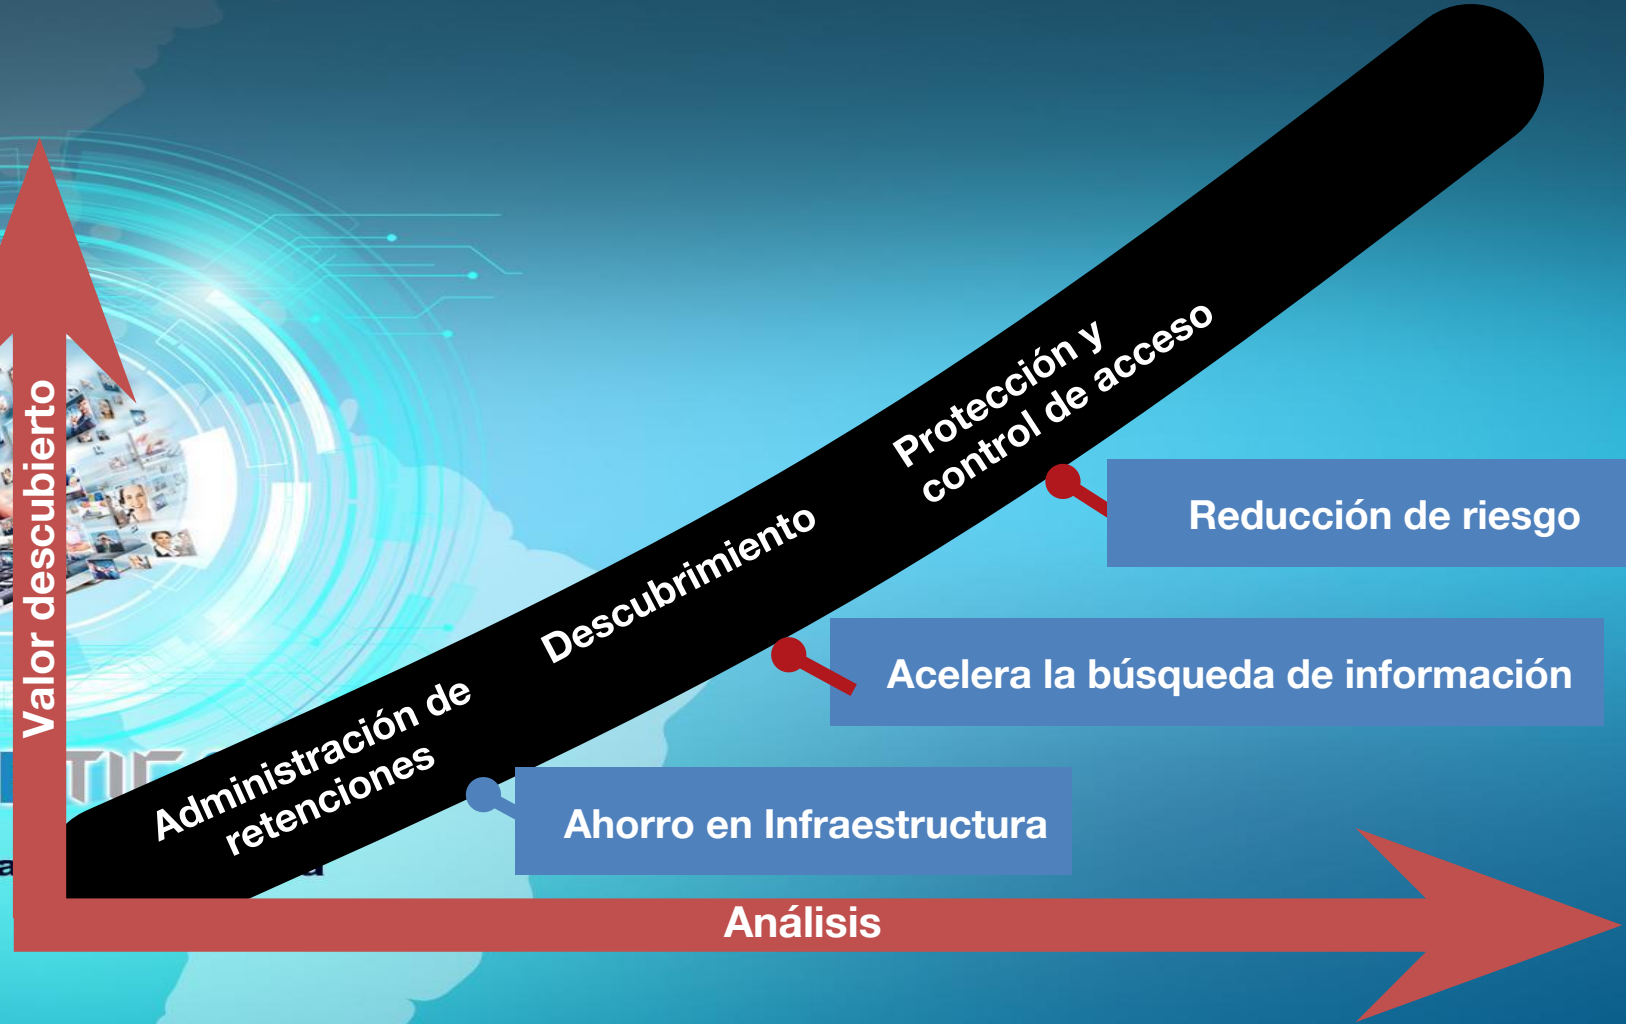 Valor descubierto
Protección y
control de acceso
Reducción de riesgo
Descubrimiento
Acelera la búsqueda de información
Administración de
retenciones
Ahorro en Infraestructura
Análisis